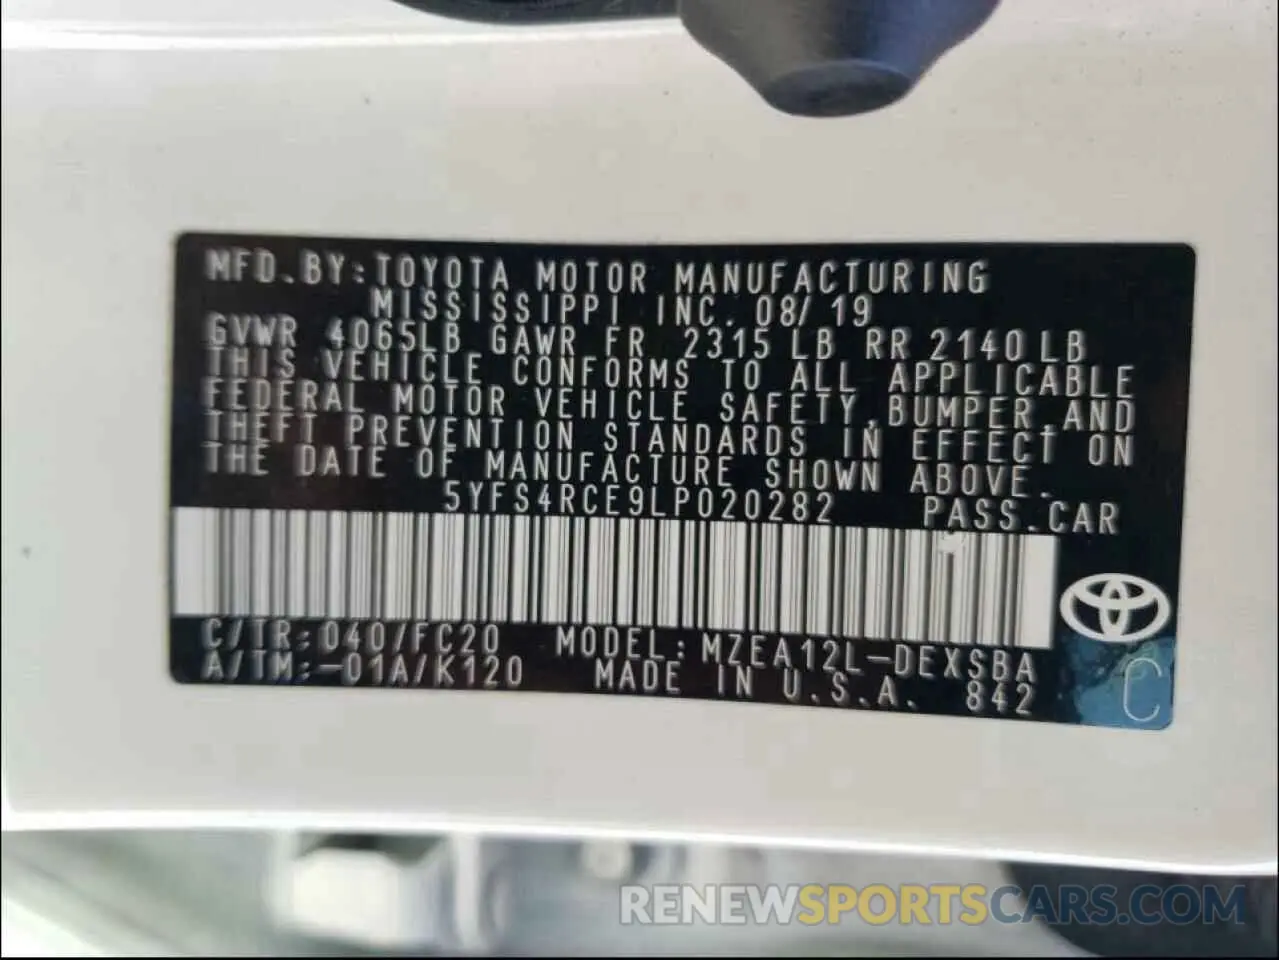 MFD.BY:TOYOTA MOTOR MANUFACTURING
MISSISSIPPI INC. 08/19
GVWR 4065LB GAWR FR 2315 LB RR 2140 LB
THIS VEHICLE CONFORMS TO ALL APPLICABLE
FEDERAL MOTOR VEHICLE SAFETY,BUMPER,AND
THEFT PREVENTION STANDARDS IN EFFECT ON
THE DATE OF MANUFACTURE SHOWN ABOVE.
5YFS4RCE9LP020282 PASS.CAR
C/TR:040/FC20 MODEL:MZEA12L-DEXSBA
A/TM:-01A/K120 MADE IN U.S.A. 842
C
RENEWSPORTSCARS.COM